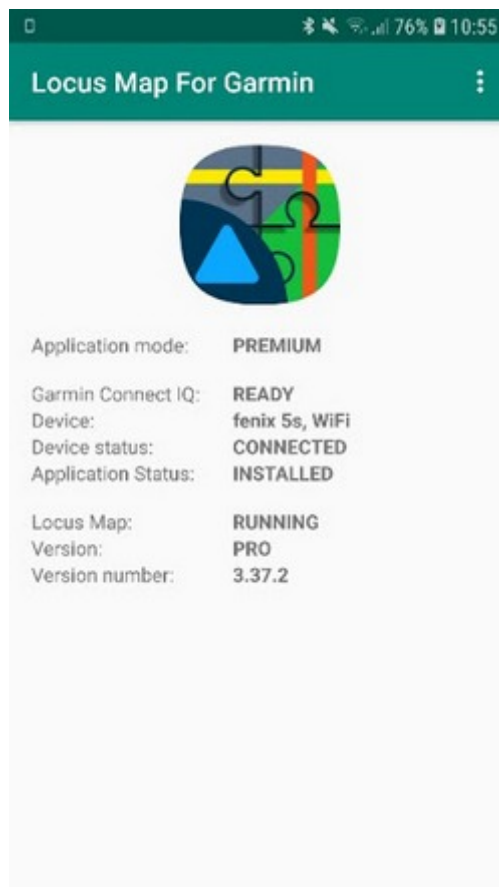 76% 10:55
Locus Map For Garmin
Application mode: PREMIUM
Garmin Connect IQ: READY
Device: fenix 5s, WiFi
Device status: CONNECTED
Application Status: INSTALLED
Locus Map: RUNNING
Version: PRO
Version number: 3.37.2